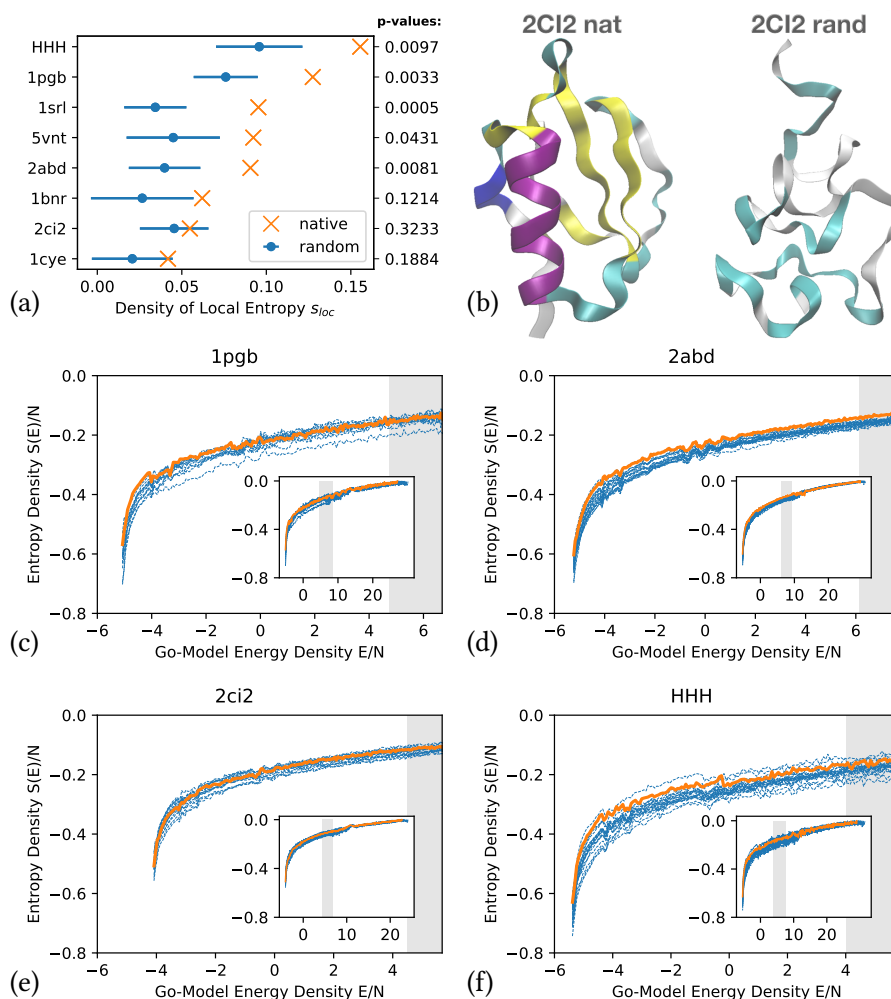 p-values:
HHH 0.0097
1pgb 0.0033
1srl 0.0005
5vnt 0.0431
2abd 0.0081
1bnr 0.1214
2ci2 0.3233
1cye 0.1884
native
random
0.00 0.05 0.10 0.15
Density of Local Entropy s_loc
(a)
2CI2 nat 2CI2 rand
(b)
1pgb
0.0
−0.2
−0.4
−0.6
−0.8
Entropy Density S(E)/N
0.0
−0.4
−0.8
0 10 20
−6 −4 −2 0 2 4 6
Go-Model Energy Density E/N
(c)
2abd
0.0
−0.2
−0.4
−0.6
−0.8
Entropy Density S(E)/N
0.0
−0.4
−0.8
0 10 20
−6 −4 −2 0 2 4 6
Go-Model Energy Density E/N
(d)
2ci2
0.0
−0.2
−0.4
−0.6
−0.8
Entropy Density S(E)/N
0.0
−0.4
−0.8
0 10 20
−6 −4 −2 0 2 4
Go-Model Energy Density E/N
(e)
HHH
0.0
−0.2
−0.4
−0.6
−0.8
Entropy Density S(E)/N
0.0
−0.4
−0.8
0 10 20
−6 −4 −2 0 2 4
Go-Model Energy Density E/N
(f)